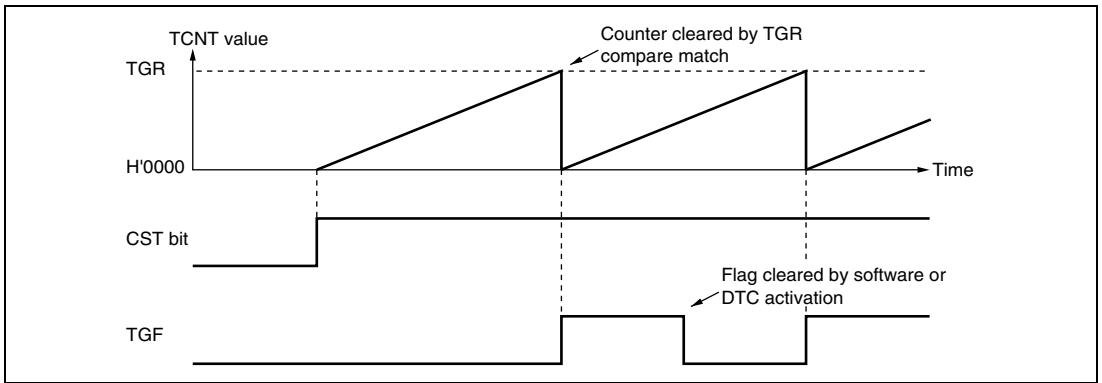 TCNT value
Counter cleared by TGR
compare match
TGR
H'0000
Time
CST bit
Flag cleared by software or
DTC activation
TGF